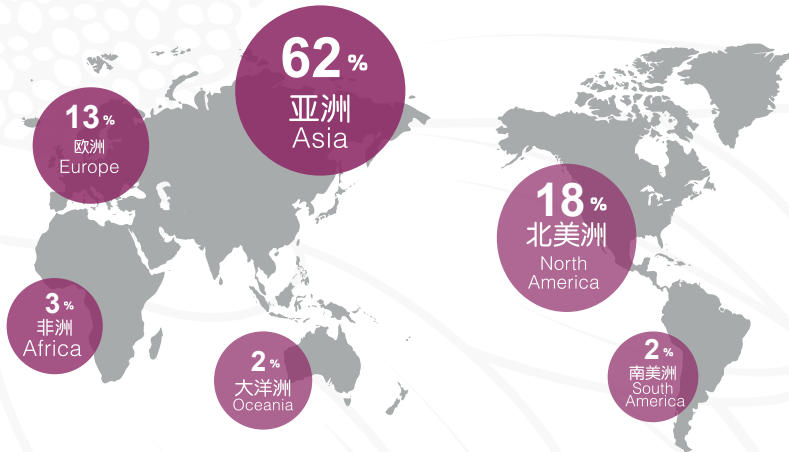 62%
亚洲
Asia
13%
欧洲
Europe
18%
北美洲
North
America
3%
非洲
Africa
2%
大洋洲
Oceania
2%
南美洲
South
America